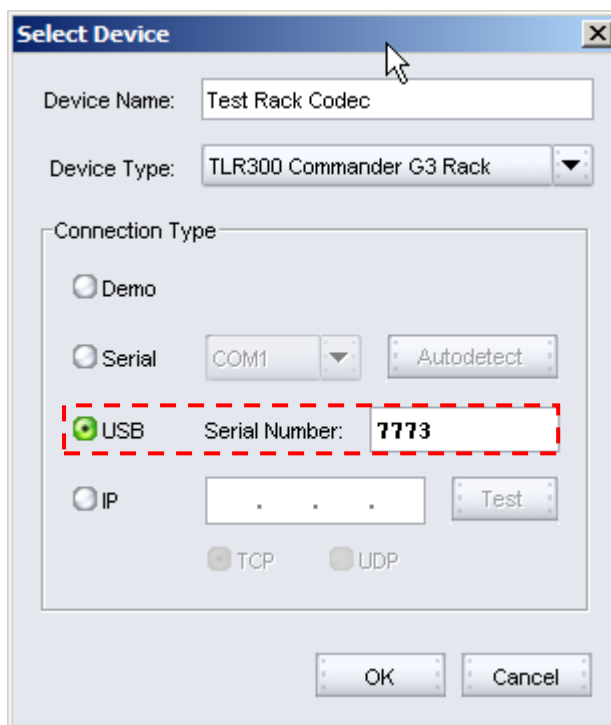 Select Device
Device Name: Test Rack Codec
Device Type: TLR300 Commander G3 Rack
Connection Type
Demo
Serial COM1 Autodetect
USB Serial Number: 7773
IP . . . Test
TCP UDP
OK Cancel